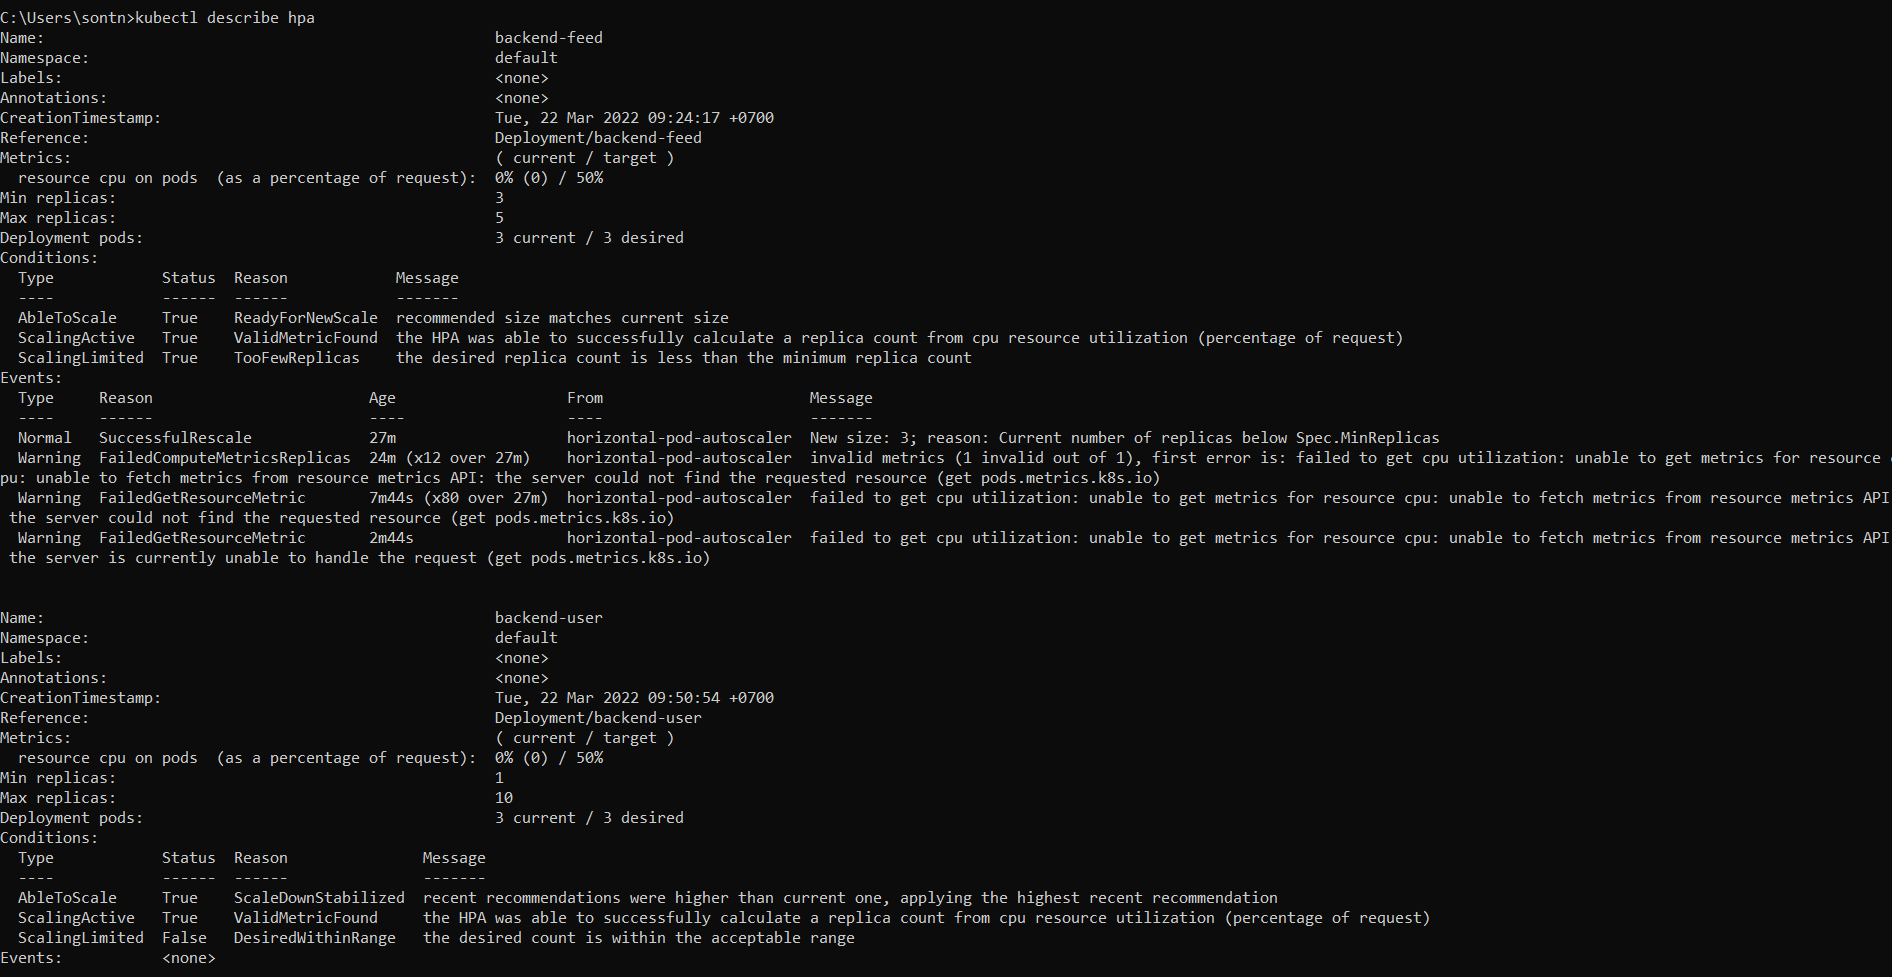 C:\Users\sontn>kubectl describe hpa
Name:                                                  backend-feed
Namespace:                                             default
Labels:                                                <none>
Annotations:                                           <none>
CreationTimestamp:                                     Tue, 22 Mar 2022 09:24:17 +0700
Reference:                                             Deployment/backend-feed
Metrics:                                               ( current / target )
  resource cpu on pods  (as a percentage of request):  0% (0) / 50%
Min replicas:                                          3
Max replicas:                                          5
Deployment pods:                                       3 current / 3 desired
Conditions:
  Type            Status  Reason            Message
  ----            ------  ------            -------
  AbleToScale     True    ReadyForNewScale  recommended size matches current size
  ScalingActive   True    ValidMetricFound  the HPA was able to successfully calculate a replica count from cpu resource utilization (percentage of request)
  ScalingLimited  True    TooFewReplicas    the desired replica count is less than the minimum replica count
Events:
  Type     Reason                        Age                   From                       Message
  ----     ------                        ----                  ----                       -------
  Normal   SuccessfulRescale             27m                   horizontal-pod-autoscaler  New size: 3; reason: Current number of replicas below Spec.MinReplicas
  Warning  FailedComputeMetricsReplicas  24m (x12 over 27m)    horizontal-pod-autoscaler  invalid metrics (1 invalid out of 1), first error is: failed to get cpu utilization: unable to get metrics for resource c
pu: unable to fetch metrics from resource metrics API: the server could not find the requested resource (get pods.metrics.k8s.io)
  Warning  FailedGetResourceMetric       7m44s (x80 over 27m)  horizontal-pod-autoscaler  failed to get cpu utilization: unable to get metrics for resource cpu: unable to fetch metrics from resource metrics API
 the server could not find the requested resource (get pods.metrics.k8s.io)
  Warning  FailedGetResourceMetric       2m44s                 horizontal-pod-autoscaler  failed to get cpu utilization: unable to get metrics for resource cpu: unable to fetch metrics from resource metrics API
 the server is currently unable to handle the request (get pods.metrics.k8s.io)
Name:                                                  backend-user
Namespace:                                             default
Labels:                                                <none>
Annotations:                                           <none>
CreationTimestamp:                                     Tue, 22 Mar 2022 09:50:54 +0700
Reference:                                             Deployment/backend-user
Metrics:                                               ( current / target )
  resource cpu on pods  (as a percentage of request):  0% (0) / 50%
Min replicas:                                          1
Max replicas:                                          10
Deployment pods:                                       3 current / 3 desired
Conditions:
  Type            Status  Reason               Message
  ----            ------  ------               -------
  AbleToScale     True    ScaleDownStabilized  recent recommendations were higher than current one, applying the highest recent recommendation
  ScalingActive   True    ValidMetricFound     the HPA was able to successfully calculate a replica count from cpu resource utilization (percentage of request)
  ScalingLimited  False   DesiredWithinRange   the desired count is within the acceptable range
Events:           <none>